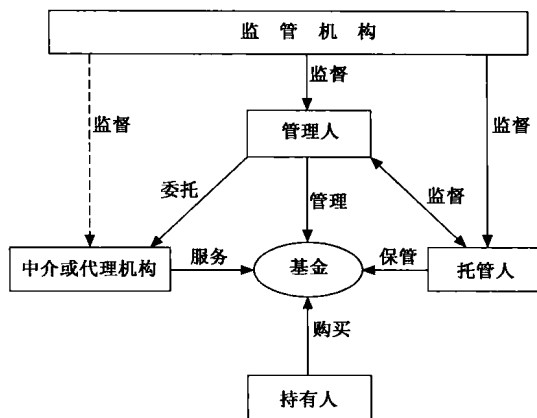 监管机构
监督
监督
管理人
监督
委托
管理
监督
中介或代理机构
服务
基金
保管
托管人
购买
持有人